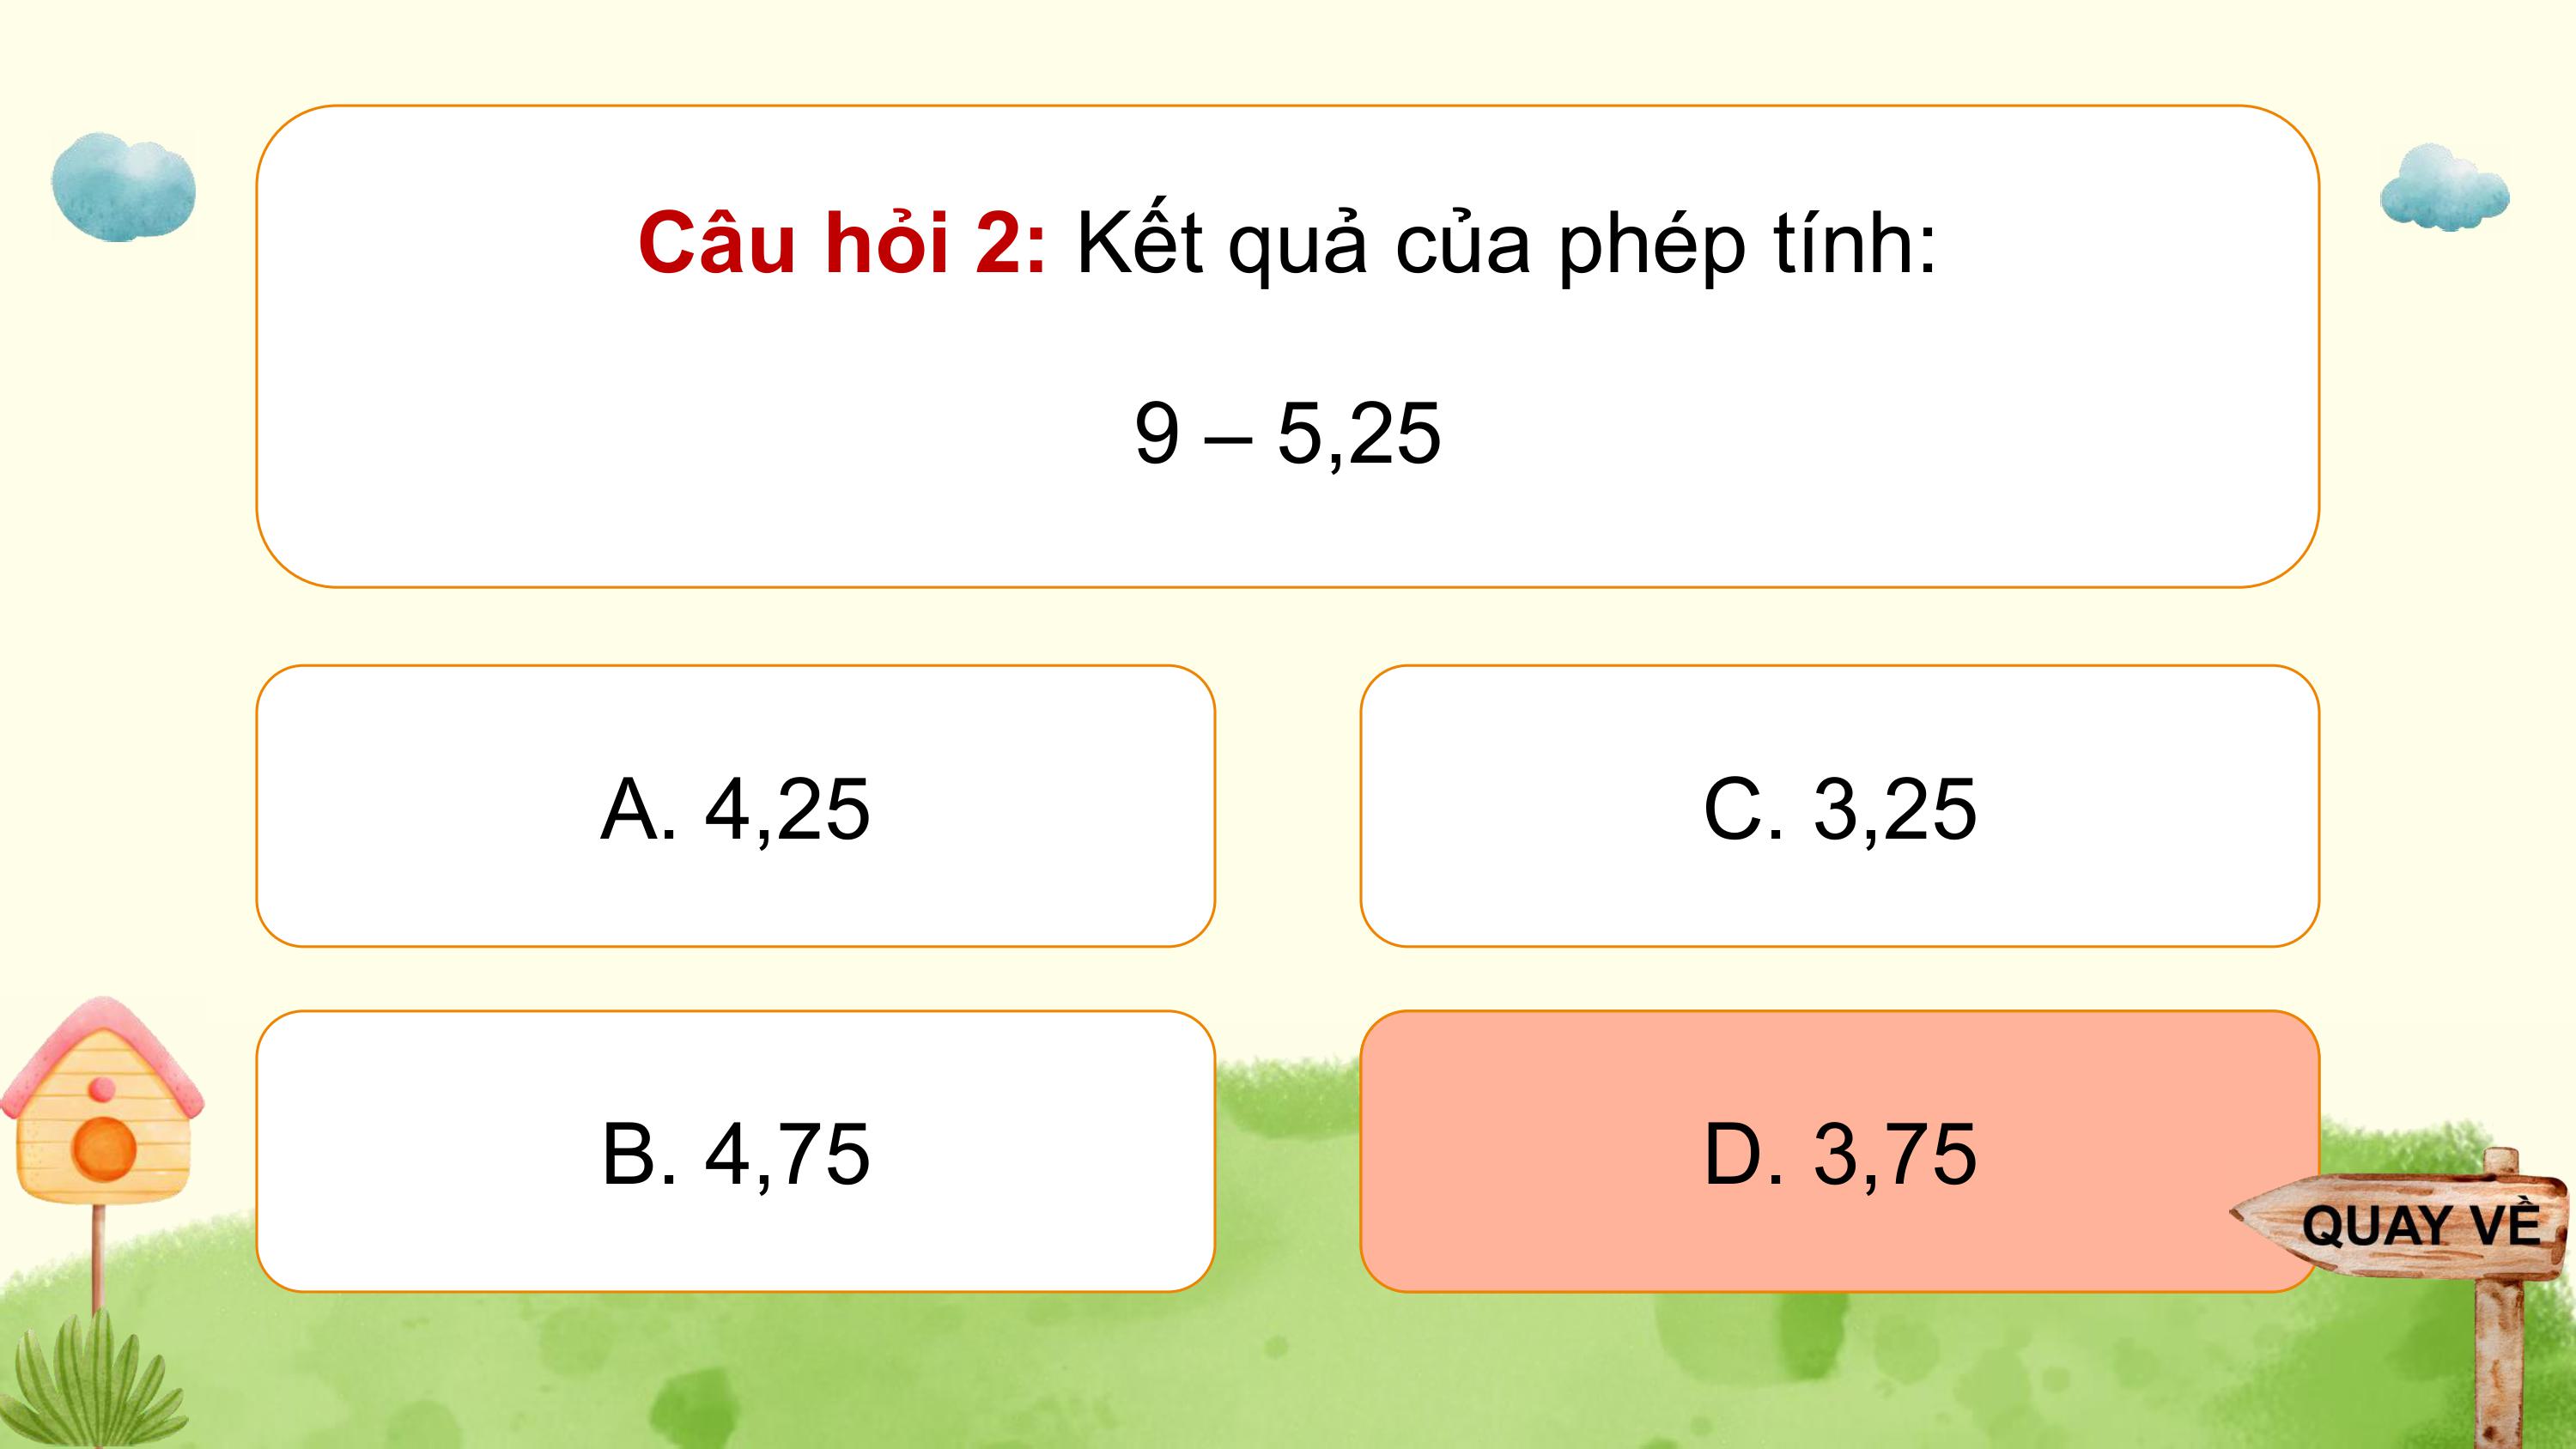 Câu hỏi 2: Kết quả của phép tính:
9 – 5,25
A. 4,25
C. 3,25
B. 4,75
D. 3,75
QUAY VỀ